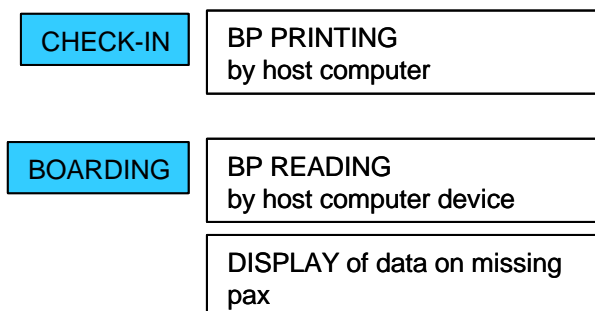 CHECK-IN
BP PRINTING
by host computer
BOARDING
BP READING
by host computer device
DISPLAY of data on missing
pax